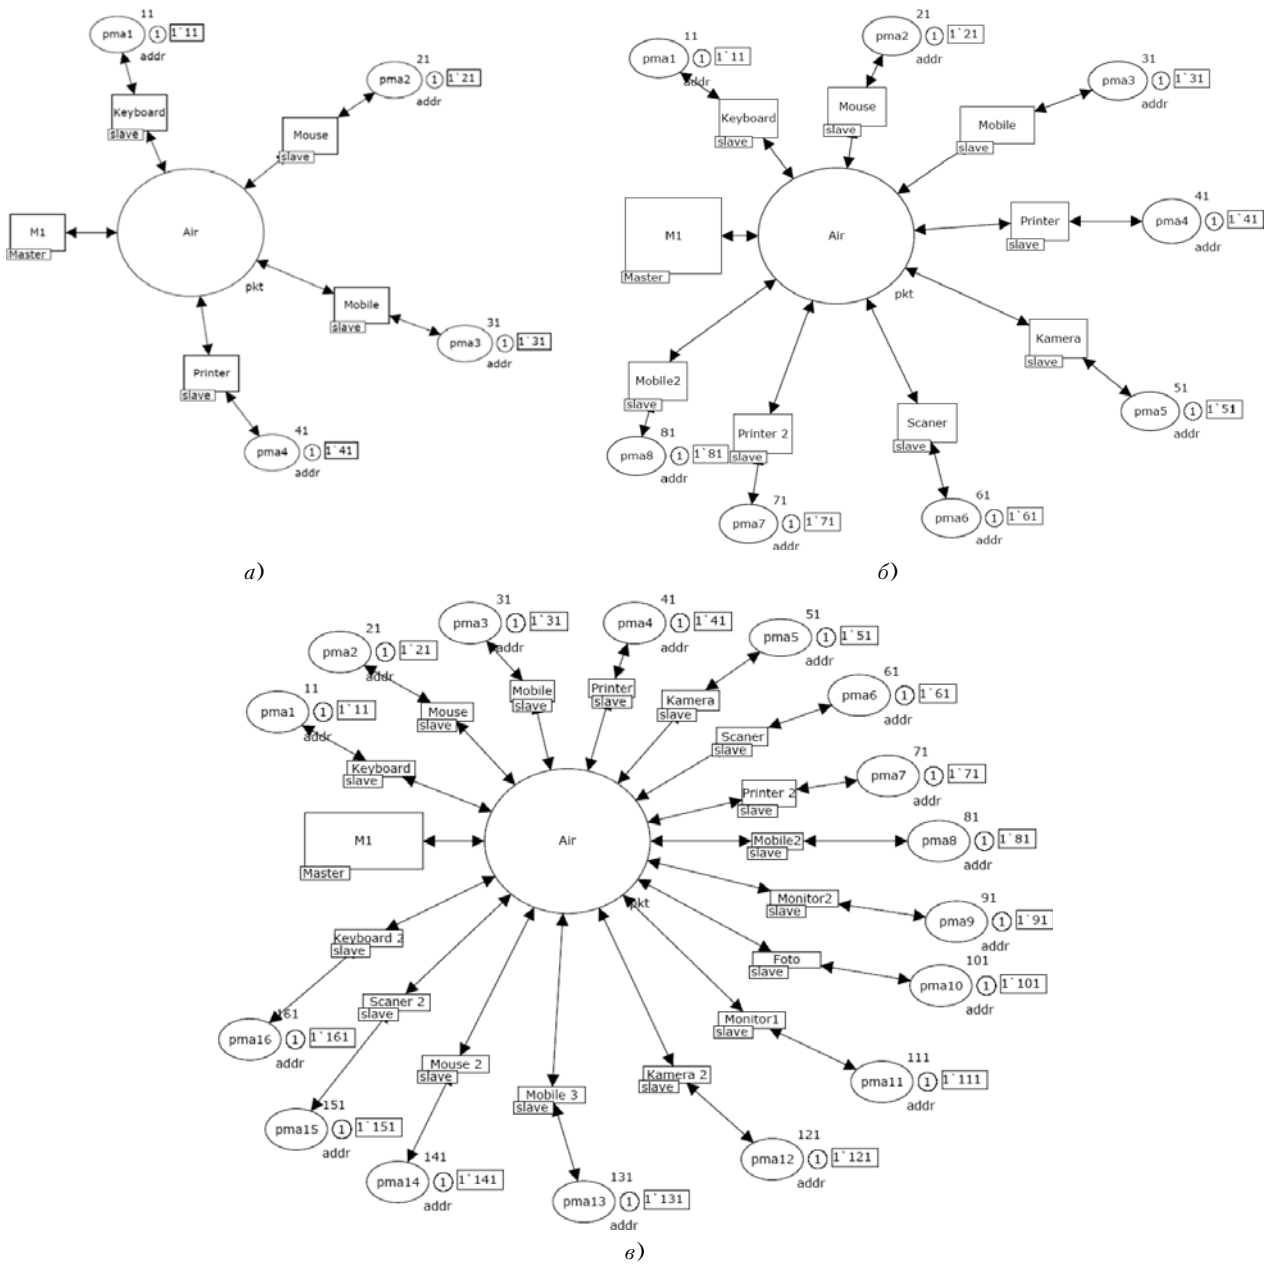 11
pma1
1
1`11
addr
Keyboard
slave
21
pma2
1
1`21
addr
Mouse
slave
M1
Master
Air
pkt
Mobile
slave
31
pma3
1
1`31
addr
Printer
slave
41
pma4
1
1`41
addr
а)
11
pma1
1
1`11
addr
Keyboard
slave
21
pma2
1
1`21
addr
Mouse
slave
31
pma3
1
1`31
addr
Mobile
slave
M1
Master
Air
pkt
Printer
slave
41
pma4
1
1`41
addr
Kamera
slave
51
pma5
1
1`51
addr
Scaner
slave
61
pma6
1
1`61
addr
Printer 2
slave
71
pma7
1
1`71
addr
Mobile2
slave
81
pma8
1
1`81
addr
б)
11
pma1
1
1`11
addr
Keyboard
slave
21
pma2
1
1`21
addr
Mouse
slave
31
pma3
1
1`31
addr
Mobile
slave
41
pma4
1
1`41
addr
Printer
slave
51
pma5
1
1`51
addr
Kamera
slave
61
pma6
1
1`61
addr
Scaner
slave
71
pma7
1
1`71
addr
Printer 2
slave
M1
Master
Air
pkt
Mobile2
slave
81
pma8
1
1`81
addr
Monitor2
slave
91
pma9
1
1`91
addr
Foto
slave
101
pma10
1
1`101
addr
Monitor1
slave
111
pma11
1
1`111
addr
Kamera 2
slave
121
pma12
1
1`121
addr
Mobile 3
slave
131
pma13
1
1`131
addr
Mouse 2
slave
141
pma14
1
1`141
addr
Scaner 2
slave
151
pma15
1
1`151
addr
Keyboard 2
slave
161
pma16
1
1`161
addr
в)